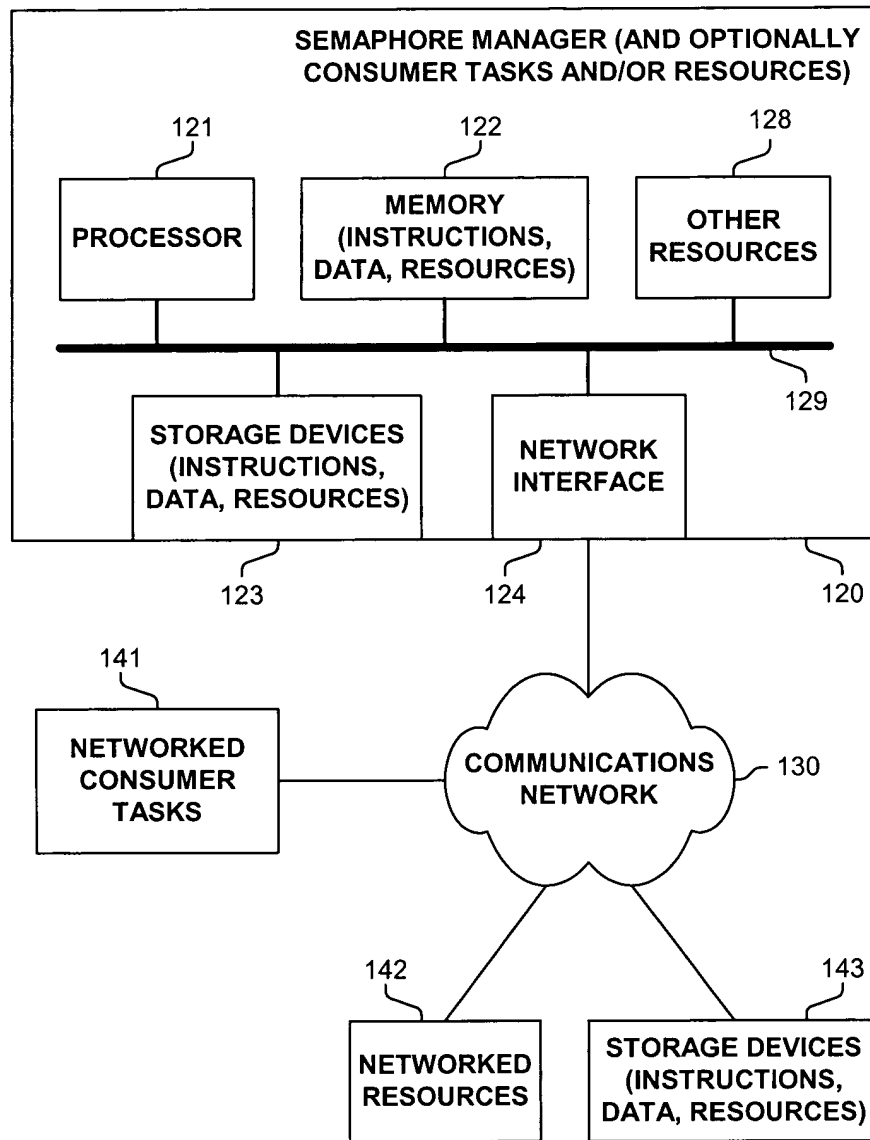 SEMAPHORE MANAGER (AND OPTIONALLY
CONSUMER TASKS AND/OR RESOURCES)
121
122
128
PROCESSOR
MEMORY
(INSTRUCTIONS,
DATA, RESOURCES)
OTHER
RESOURCES
129
STORAGE DEVICES
(INSTRUCTIONS,
DATA, RESOURCES)
NETWORK
INTERFACE
123
124
120
141
NETWORKED
CONSUMER
TASKS
COMMUNICATIONS
NETWORK
130
142
143
NETWORKED
RESOURCES
STORAGE DEVICES
(INSTRUCTIONS,
DATA, RESOURCES)